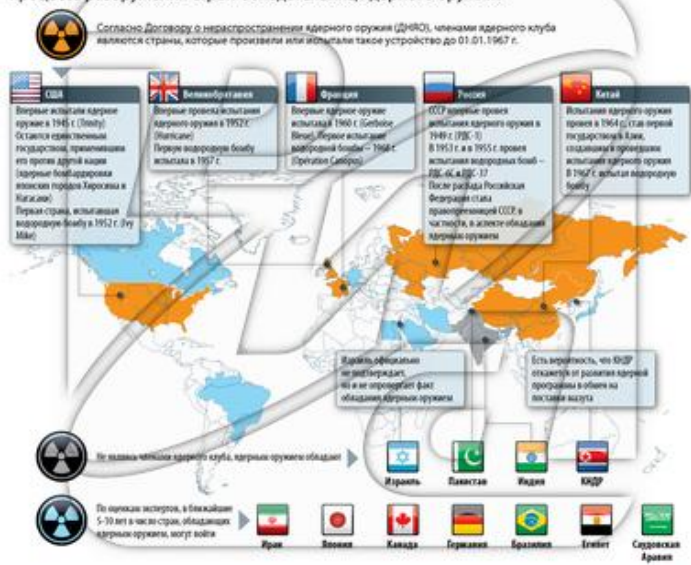 Согласно Договору о нераспространении ядерного оружия (ДНЯО), членами ядерного клуба
являются страны, которые произвели или испытали такое устройство до 01.01.1967 г.
США
Впервые испытали ядерное
оружие в 1945 г. (Trinity)
Остаются единственным
государством, применившим
его против другой нации
(ядерные бомбардировки
японских городов Хиросима и
Нагасаки)
Первая страна, испытавшая
водородную бомбу в 1952 г. (Ivy
Mike)
Великобритания
Впервые провела испытания
ядерного оружия в 1952 г.
(Hurricane)
Первую водородную бомбу
испытала в 1957 г.
Франция
Впервые ядерное оружие
испытала в 1960 г. (Gerboise
Bleue). Первое испытание
водородной бомбы – 1968 г.
(Opération Canopus)
Россия
СССР впервые провел
испытания ядерного оружия в
1949 г. (РДС-1)
В 1953 г. и в 1955 г. провел
испытания водородных бомб –
РДС-6С и РДС-37
После распада Российская
Федерация стала
правопреемницей СССР, в
частности, в аспекте обладания
ядерным оружием
Китай
Испытания ядерного оружия
провел в 1964 г., став первой
государством в Азии,
создавшим и проведшим
испытания ядерного оружия
В 1967 г. испытал водородную
бомбу
Израиль официально
не подтверждает,
но и не опровергает факт
обладания ядерным оружием
Есть вероятность, что КНДР
откажется от развития ядерной
программы в обмен на
поставки мазута
Не являясь членами ядерного клуба, ядерным оружием обладают
Израиль
Пакистан
Индия
КНДР
По оценкам экспертов, в ближайшие
5-10 лет в число стран, обладающих
ядерным оружием, могут войти
Иран
Япония
Канада
Германия
Бразилия
Египет
Саудовская
Аравия